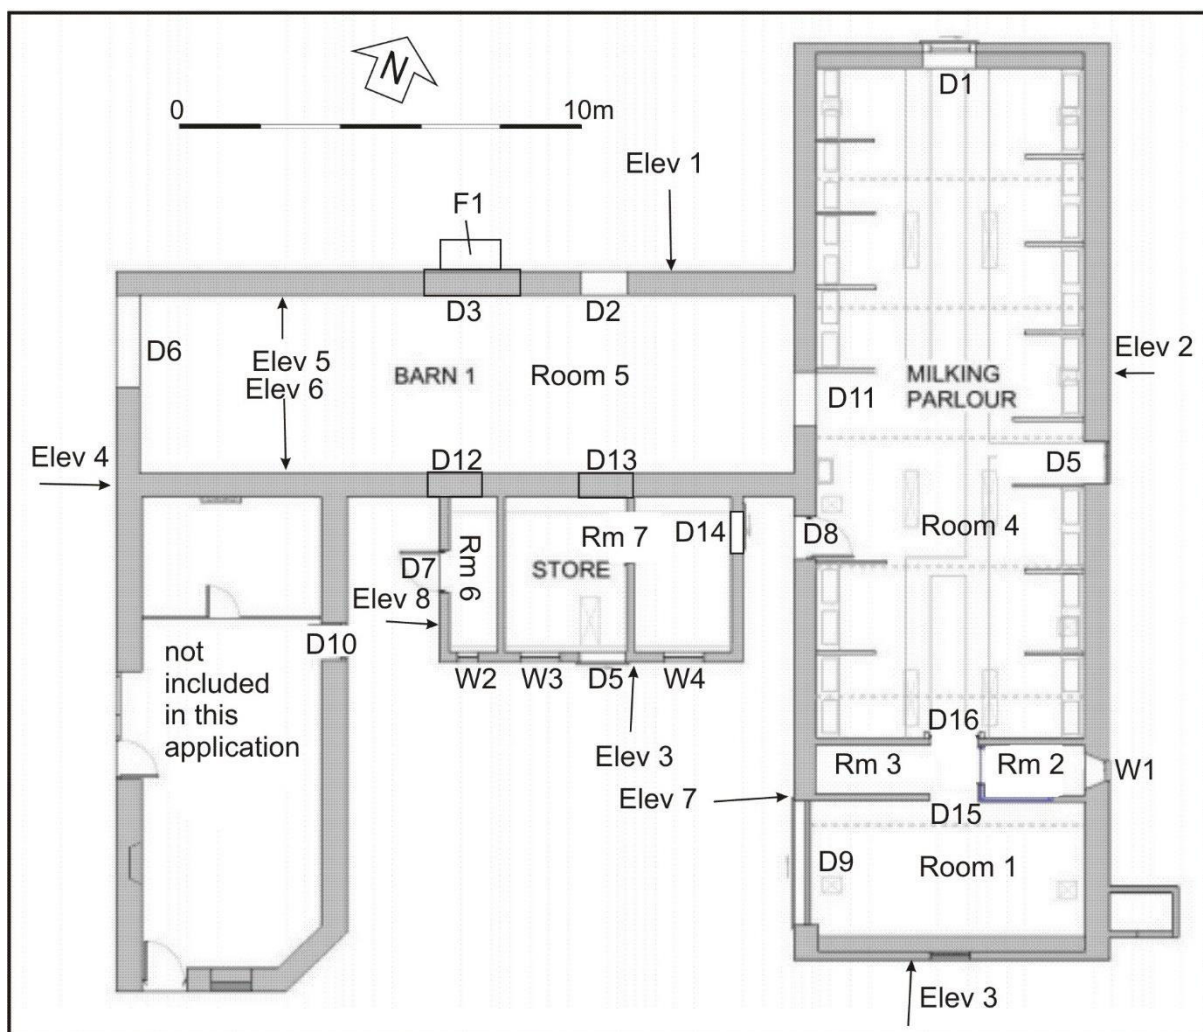 N
0 10m
D1
Elev 1
F1
D3
D2
D6
Elev 5
Elev 6
BARN 1
Room 5
D11
MILKING
PARLOUR
Elev 2
Elev 4
D12
D13
D5
Rm 6
Rm 7
D14
D8
Room 4
STORE
D7
Elev 8
D10
not
included
in this
application
W2
W3
D5
W4
Elev 3
D16
Rm 3
Rm 2
W1
Elev 7
D15
D9
Room 1
Elev 3